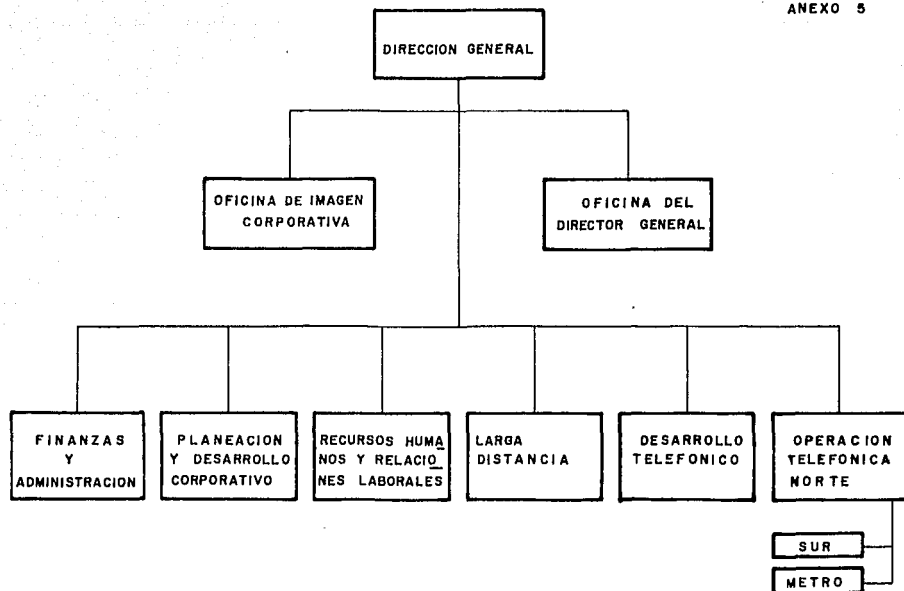 ANEXO 5
DIRECCION GENERAL
OFICINA DE IMAGEN
CORPORATIVA
OFICINA DEL
DIRECTOR GENERAL
FINANZAS
Y
ADMINISTRACION
PLANEACION
Y DESARROLLO
CORPORATIVO
RECURSOS HUMA
NOS Y RELACIO
NES LABORALES
LARGA
DISTANCIA
DESARROLLO
TELEFONICO
OPERACION
TELEFONICA
NORTE
SUR
METRO